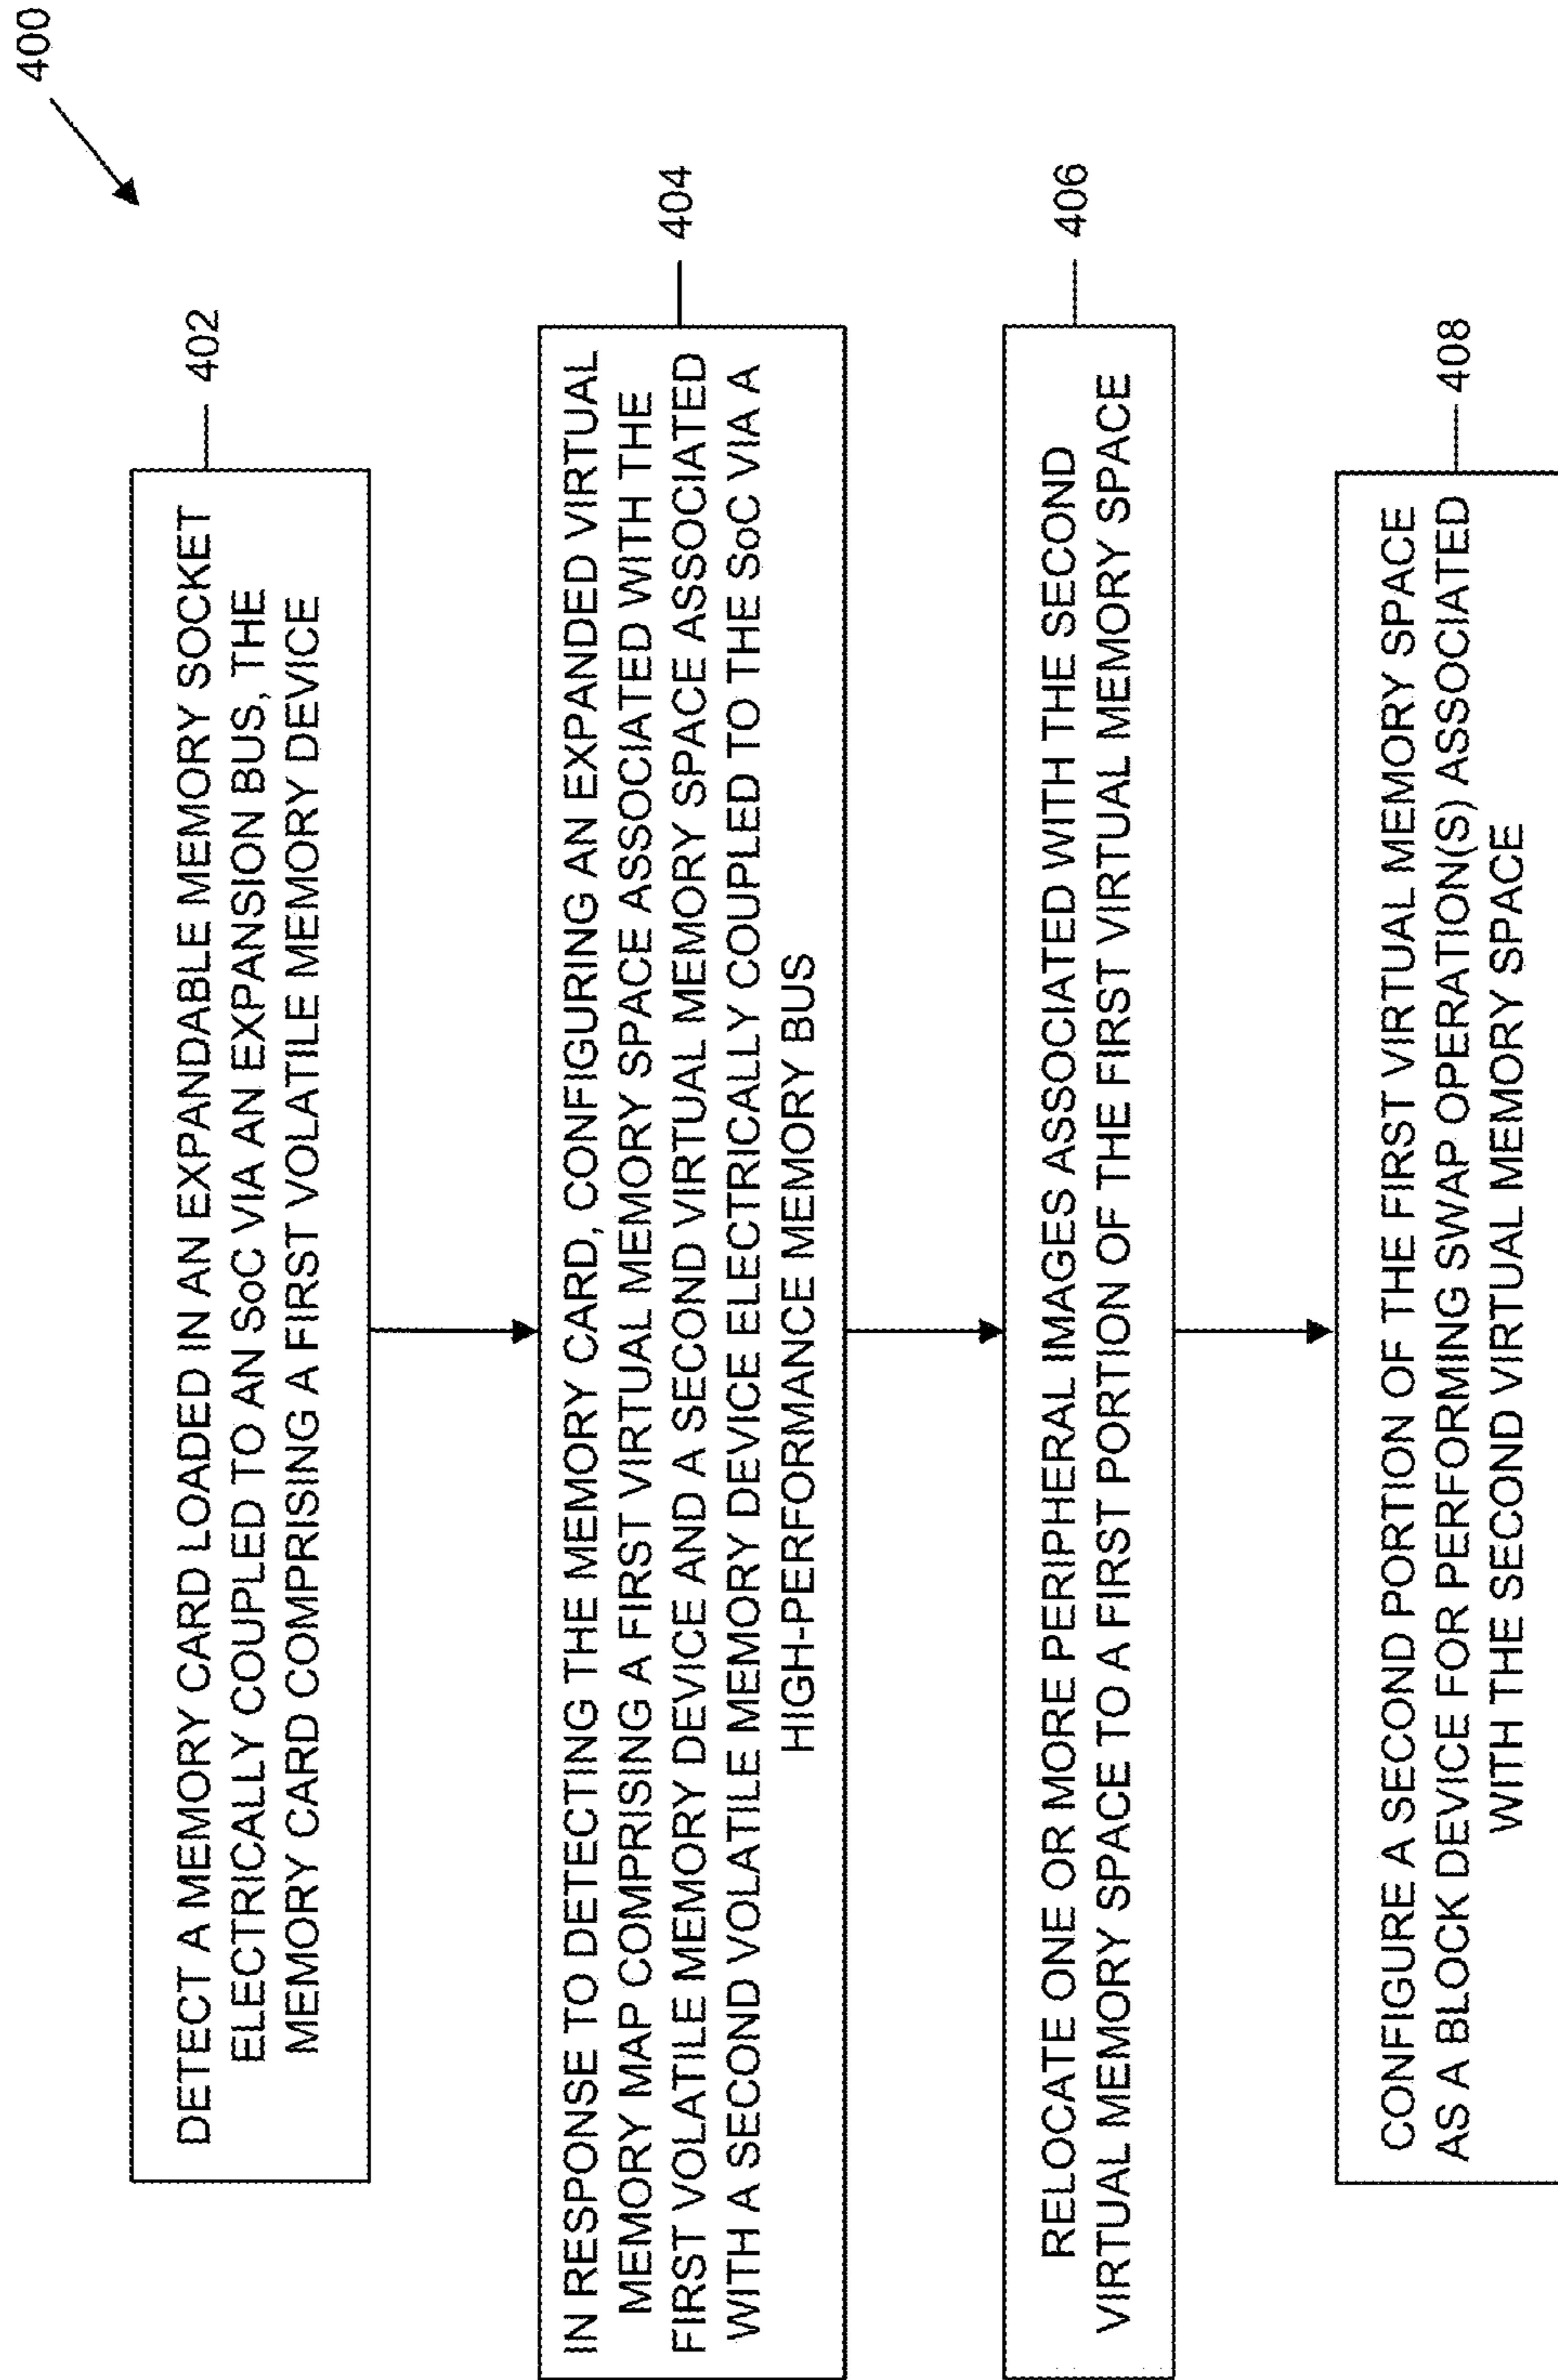 400
DETECT A MEMORY CARD LOADED IN AN EXPANDABLE MEMORY SOCKET
ELECTRICALLY COUPLED TO AN SoC VIA AN EXPANSION BUS, THE
MEMORY CARD COMPRISING A FIRST VOLATILE MEMORY DEVICE
402
IN RESPONSE TO DETECTING THE MEMORY CARD, CONFIGURING AN EXPANDED VIRTUAL
MEMORY MAP COMPRISING A FIRST VIRTUAL MEMORY SPACE ASSOCIATED WITH THE
FIRST VOLATILE MEMORY DEVICE AND A SECOND VIRTUAL MEMORY SPACE ASSOCIATED
WITH A SECOND VOLATILE MEMORY DEVICE ELECTRICALLY COUPLED TO THE SoC VIA A
HIGH-PERFORMANCE MEMORY BUS
404
RELOCATE ONE OR MORE PERIPHERAL IMAGES ASSOCIATED WITH THE SECOND
VIRTUAL MEMORY SPACE TO A FIRST PORTION OF THE FIRST VIRTUAL MEMORY SPACE
406
CONFIGURE A SECOND PORTION OF THE FIRST VIRTUAL MEMORY SPACE
AS A BLOCK DEVICE FOR PERFORMING SWAP OPERATION(S) ASSOCIATED
WITH THE SECOND VIRTUAL MEMORY SPACE
408